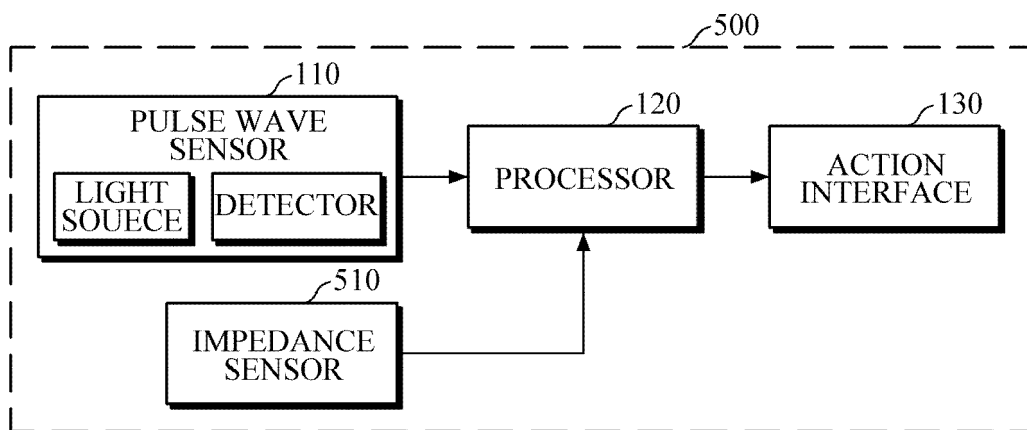 500
110
PULSE WAVE
SENSOR
LIGHT
SOUECE
DETECTOR
120
PROCESSOR
130
ACTION
INTERFACE
510
IMPEDANCE
SENSOR